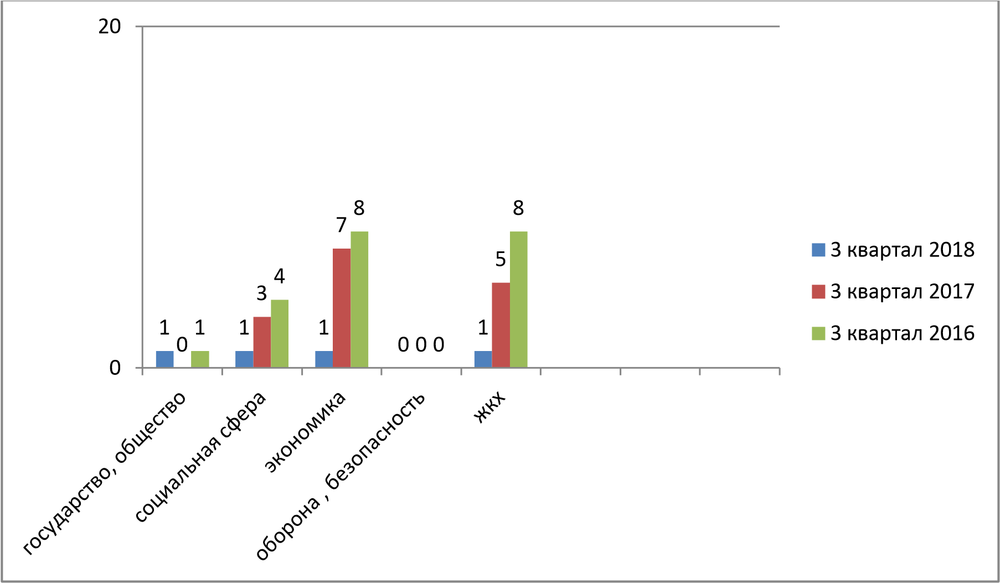 20
0
1 0 1
1 3 4
1 7 8
0 0 0
1 5 8
государство, общество
социальная сфера
экономика
оборона , безопасность
жкх
3 квартал 2018
3 квартал 2017
3 квартал 2016